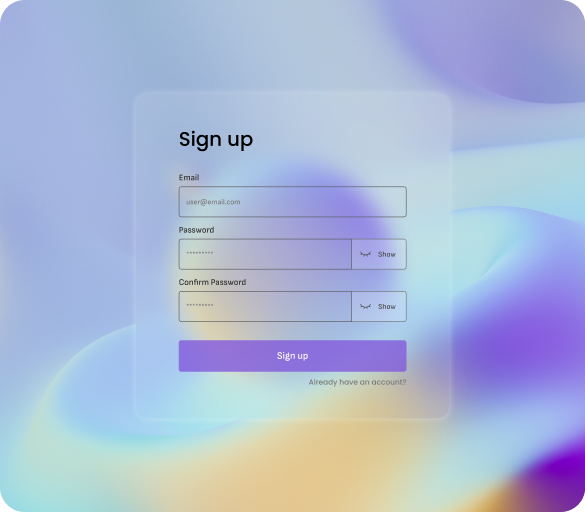 Sign up
Email
user@email.com
Password
********* Show
Confirm Password
********* Show
Sign up
Already have an account?